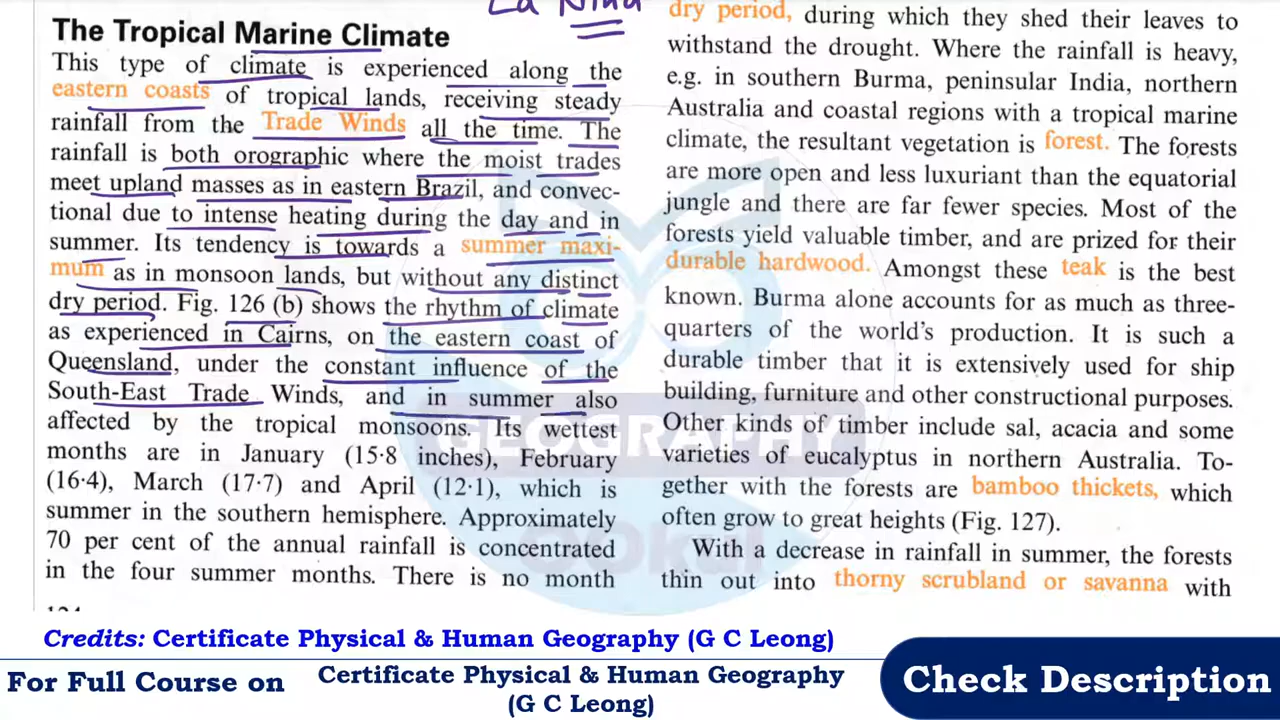 La Nina
The Tropical Marine Climate
This type of climate is experienced along the
eastern coasts of tropical lands, receiving steady
rainfall from the Trade Winds all the time. The
rainfall is both orographic where the moist trades
meet upland masses as in eastern Brazil, and convec-
tional due to intense heating during the day and in
summer. Its tendency is towards a summer maxi-
mum as in monsoon lands, but without any distinct
dry period. Fig. 126 (b) shows the rhythm of climate
as experienced in Cairns, on the eastern coast of
Queensland, under the constant influence of the
South-East Trade Winds, and in summer also
affected by the tropical monsoons. Its wettest
months are in January (15·8 inches), February
(16·4), March (17·7) and April (12·1), which is
summer in the southern hemisphere. Approximately
70 per cent of the annual rainfall is concentrated
in the four summer months. There is no month
dry period, during which they shed their leaves to
withstand the drought. Where the rainfall is heavy,
e.g. in southern Burma, peninsular India, northern
Australia and coastal regions with a tropical marine
climate, the resultant vegetation is forest. The forests
are more open and less luxuriant than the equatorial
jungle and there are far fewer species. Most of the
forests yield valuable timber, and are prized for their
durable hardwood. Amongst these teak is the best
known. Burma alone accounts for as much as three-
quarters of the world's production. It is such a
durable timber that it is extensively used for ship
building, furniture and other constructional purposes.
Other kinds of timber include sal, acacia and some
varieties of eucalyptus in northern Australia. To-
gether with the forests are bamboo thickets, which
often grow to great heights (Fig. 127).
With a decrease in rainfall in summer, the forests
thin out into thorny scrubland or savanna with
GEOGRAPHY
Credits: Certificate Physical & Human Geography (G C Leong)
For Full Course on
Certificate Physical & Human Geography
(G C Leong)
Check Description